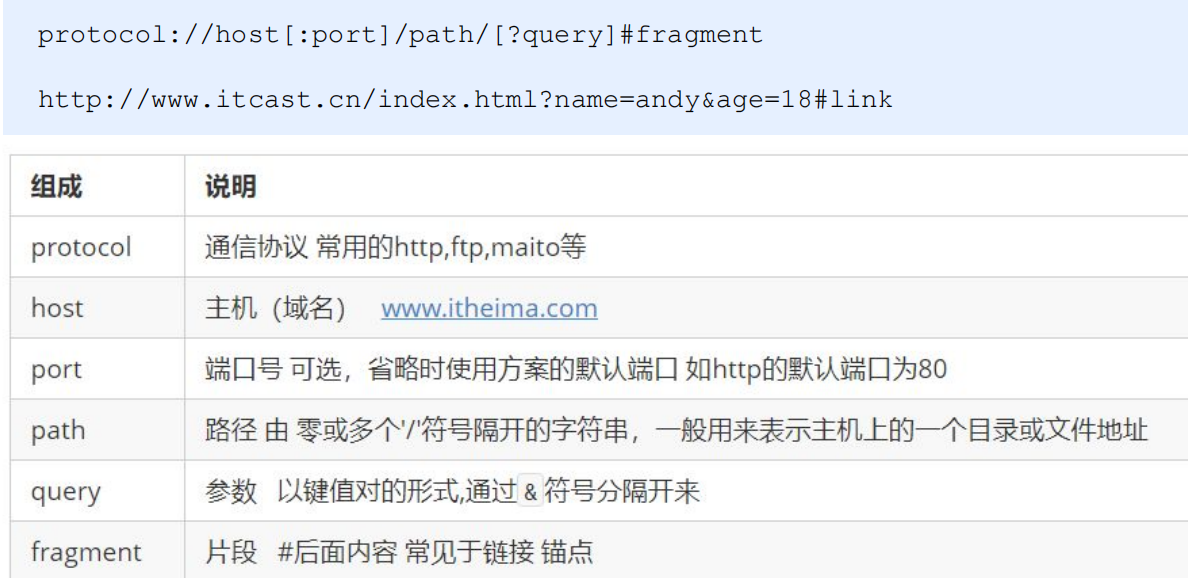 protocol://host[:port]/path/[?query]#fragment
http://www.itcast.cn/index.html?name=andy&age=18#link
组成 说明
protocol 通信协议 常用的http,ftp,maito等
host 主机（域名） www.itheima.com
port 端口号 可选，省略时使用方案的默认端口 如http的默认端口为80
path 路径 由 零或多个'/'符号隔开的字符串，一般用来表示主机上的一个目录或文件地址
query 参数 以键值对的形式,通过&符号分隔开来
fragment 片段 #后面内容 常见于链接 锚点